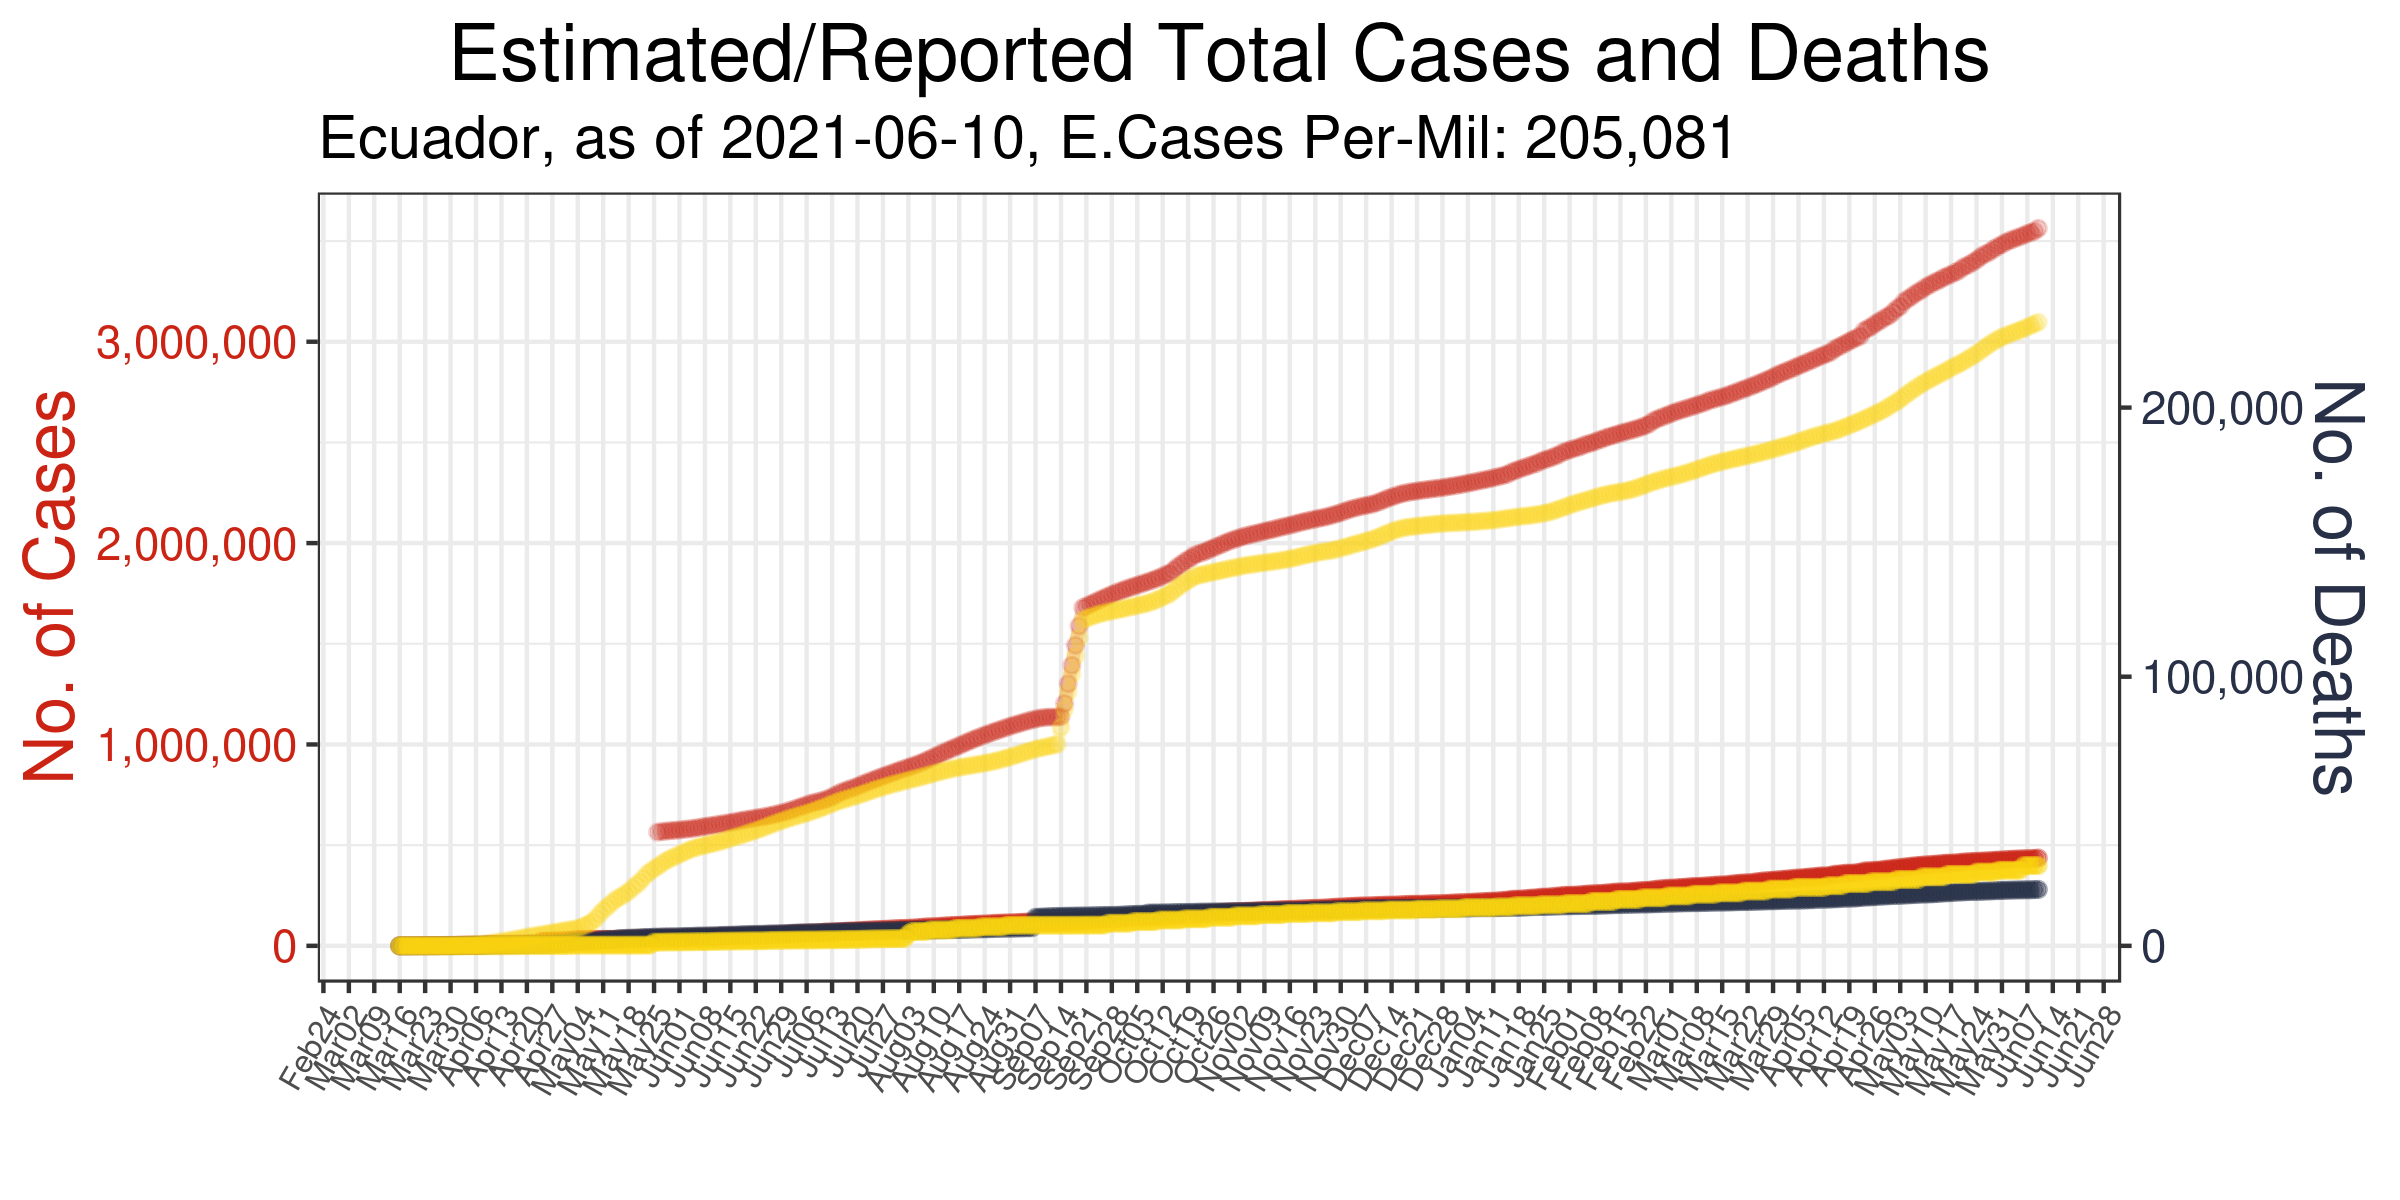 Estimated/Reported Total Cases and Deaths
Ecuador, as of 2021-06-10, E.Cases Per-Mil: 205,081
No. of Cases
3,000,000
2,000,000
1,000,000
0
No. of Deaths
200,000
100,000
0
Feb24
Mar02
Mar09
Mar16
Mar23
Mar30
Apr06
Apr13
Apr20
Apr27
May04
May11
May18
May25
Jun01
Jun08
Jun15
Jun22
Jun29
Jul06
Jul13
Jul20
Jul27
Aug03
Aug10
Aug17
Aug24
Aug31
Sep07
Sep14
Sep21
Sep28
Oct05
Oct12
Oct19
Oct26
Nov02
Nov09
Nov16
Nov23
Nov30
Dec07
Dec14
Dec21
Dec28
Jan04
Jan11
Jan18
Jan25
Feb01
Feb08
Feb15
Feb22
Mar01
Mar08
Mar15
Mar22
Mar29
Apr05
Apr12
Apr19
Apr26
May03
May10
May17
May24
May31
Jun07
Jun14
Jun21
Jun28